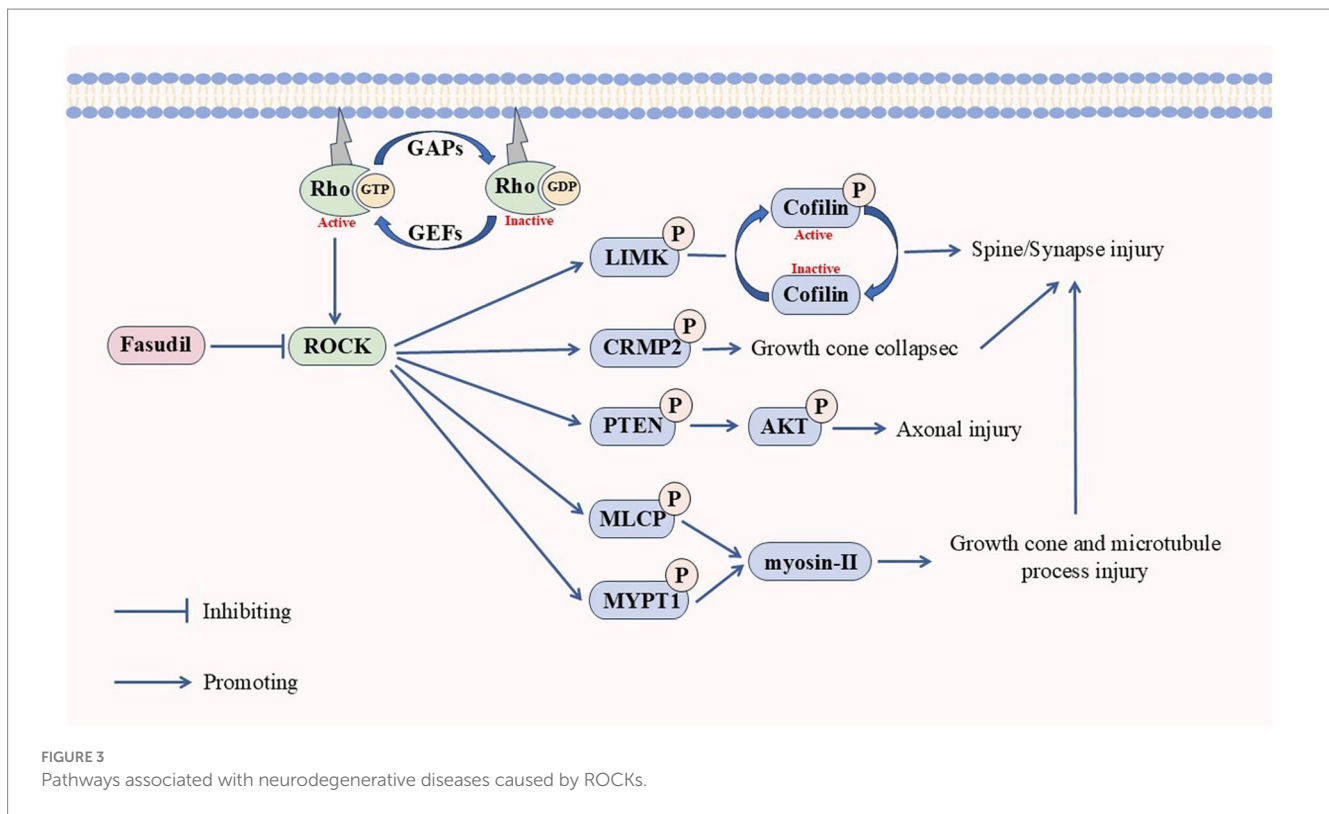 GAPs
Rho
GTP
Active
Rho
GDP
Inactive
GEFs
Fasudil
ROCK
LIMK
P
Cofilin
P
Active
Inactive
Cofilin
Spine/Synapse injury
CRMP2
P
Growth cone collapsec
PTEN
P
AKT
P
Axonal injury
MLCP
P
MYPT1
P
myosin-II
Growth cone and microtubule
process injury
Inhibiting
Promoting
FIGURE 3
Pathways associated with neurodegenerative diseases caused by ROCKs.